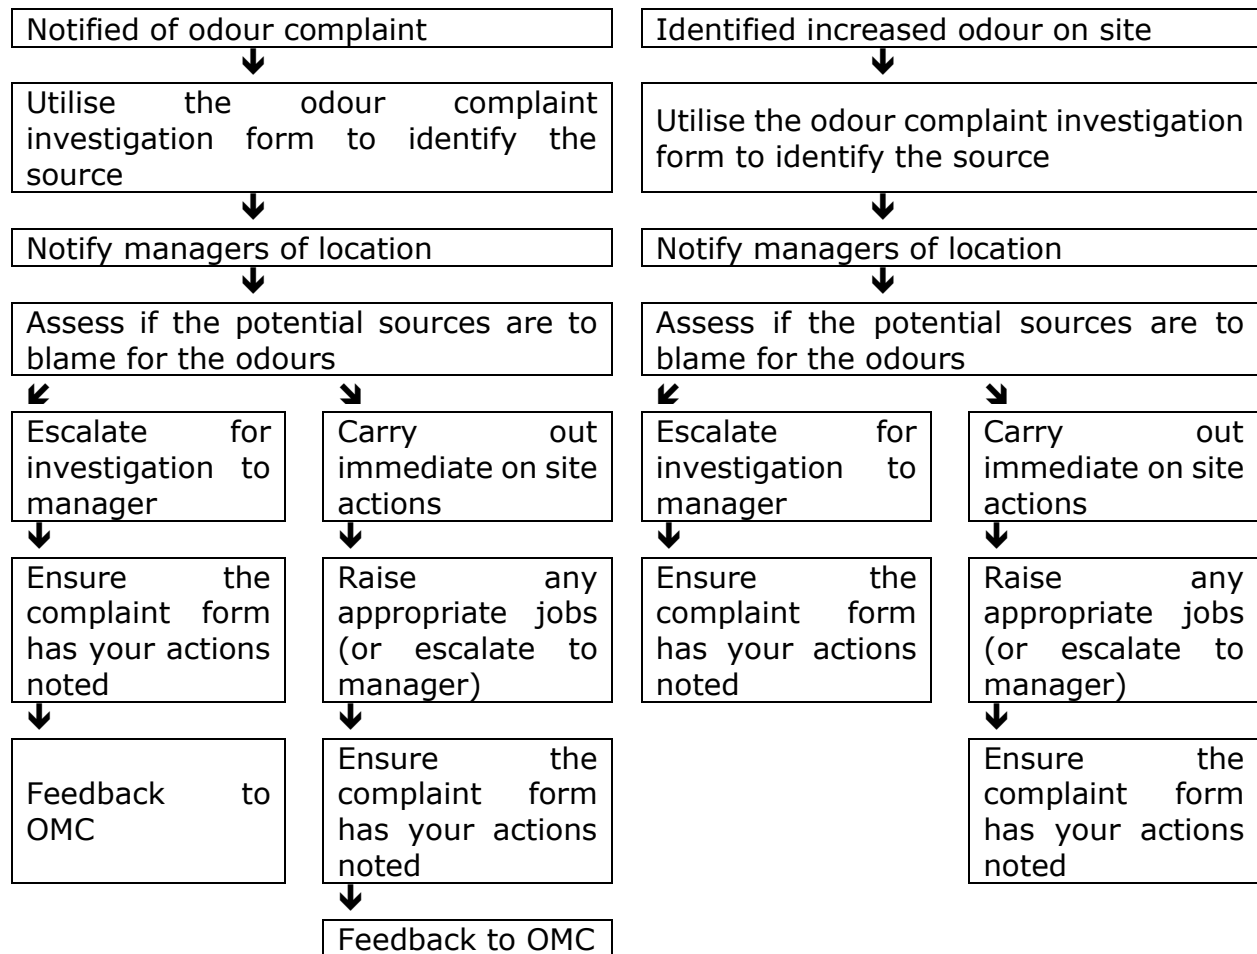 Notified of odour complaint
Utilise the odour complaint
investigation form to identify the
source
Notify managers of location
Assess if the potential sources are to
blame for the odours
Escalate for
investigation to
manager
Ensure the
complaint form
has your actions
noted
Feedback to
OMC
Carry out
immediate on site
actions
Raise any
appropriate jobs
(or escalate to
manager)
Ensure the
complaint form
has your actions
noted
Feedback to OMC
Identified increased odour on site
Utilise the odour complaint investigation
form to identify the source
Notify managers of location
Assess if the potential sources are to
blame for the odours
Escalate for
investigation to
manager
Ensure the
complaint form
has your actions
noted
Carry out
immediate on site
actions
Raise any
appropriate jobs
(or escalate to
manager)
Ensure the
complaint form
has your actions
noted